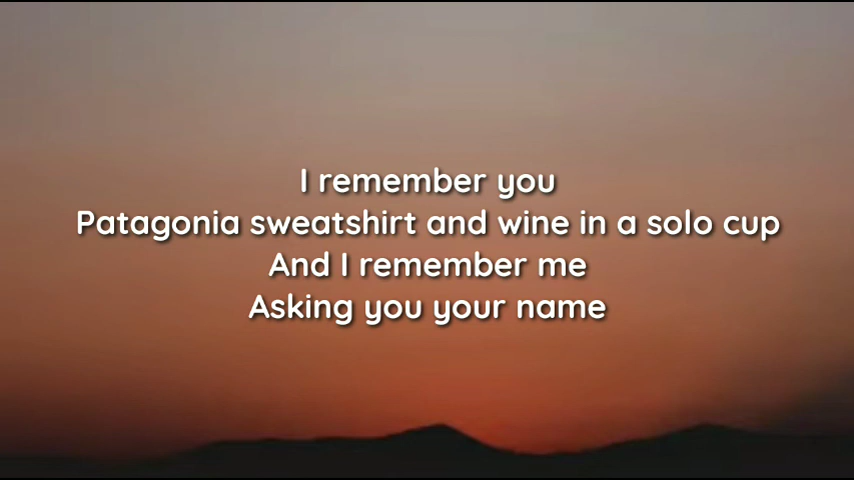 I remember you
Patagonia sweatshirt and wine in a solo cup
And I remember me
Asking you your name